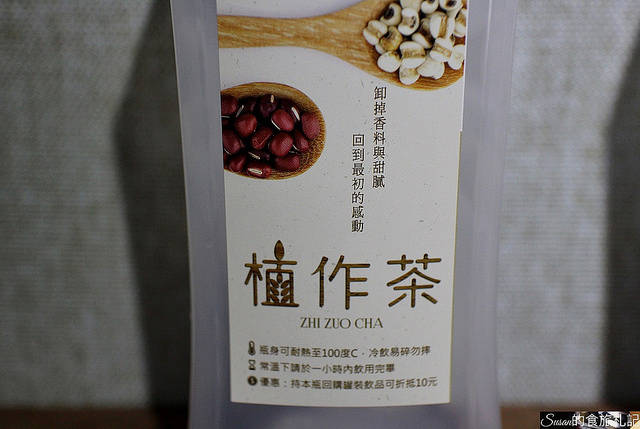 卸掉香料與甜膩
回到最初的感動
植作茶
ZHI ZUO CHA
瓶身可耐熱至100度C．冷飲易碎勿摔
常溫下請於一小時內飲用完畢
優惠：持本瓶回購罐裝飲品可折抵10元
Susan的食旅札記